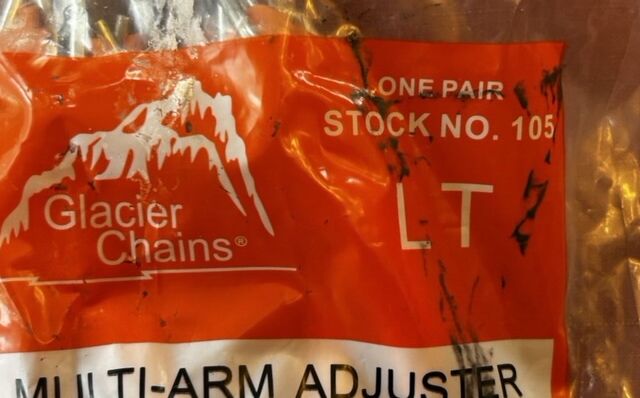 ONE PAIR
STOCK NO. 105
LT
Glacier
Chains®
MULTI-ARM ADJUSTER